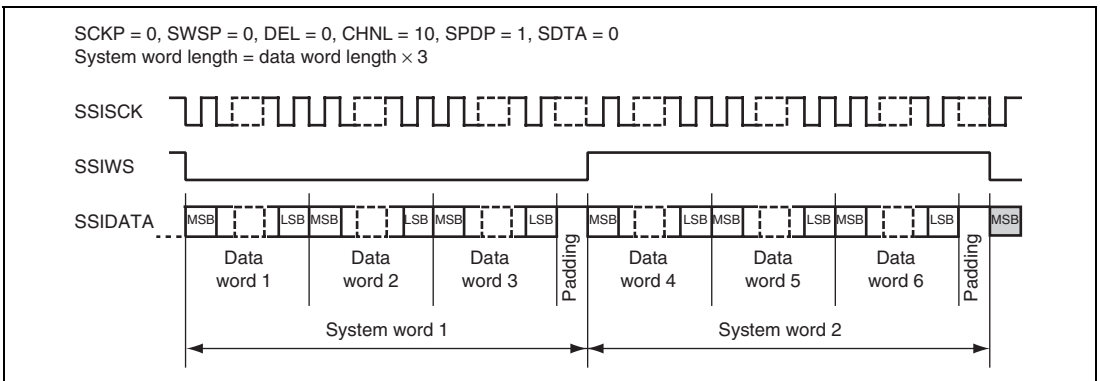 SCKP = 0, SWSP = 0, DEL = 0, CHNL = 10, SPDP = 1, SDTA = 0
System word length = data word length × 3
SSISCK
SSIWS
SSIDATA
MSB LSB MSB LSB MSB LSB MSB LSB MSB LSB MSB LSB MSB
Data word 1
Data word 2
Data word 3
Padding
Data word 4
Data word 5
Data word 6
Padding
System word 1
System word 2